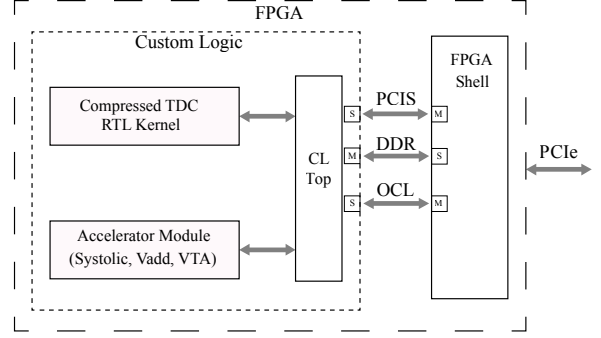 FPGA
Custom Logic
Compressed TDC
RTL Kernel
Accelerator Module
(Systolic, Vadd, VTA)
CL
Top
S
PCIS
M
M
DDR
S
S
OCL
M
FPGA
Shell
PCIe